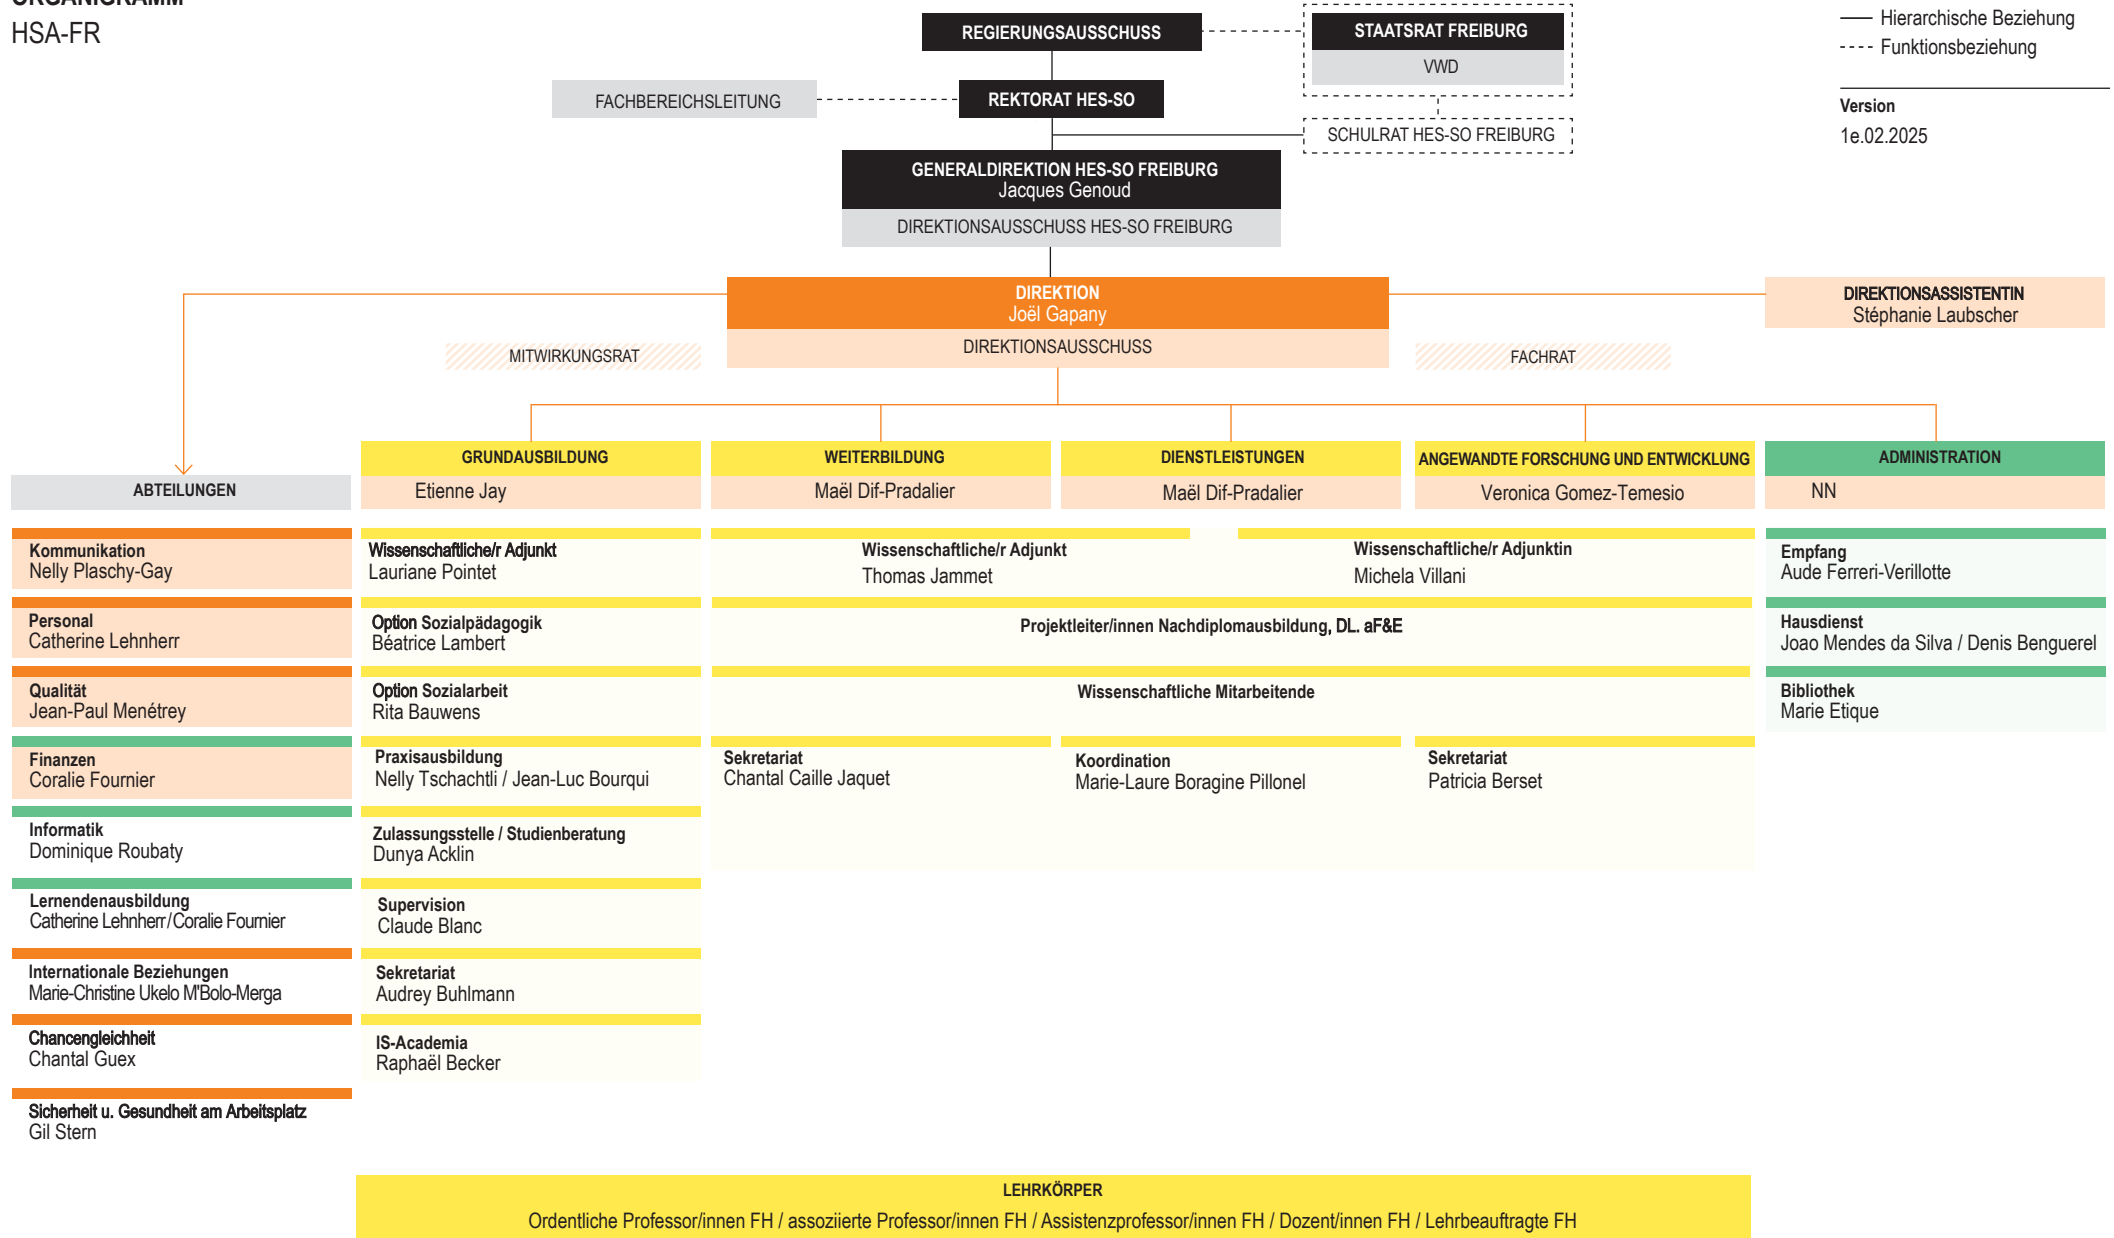 ORGANIGRAMM
HSA-FR
REGIERUNGSAUSSCHUSS
STAATSRAT FREIBURG
VWD
Hierarchische Beziehung
Funktionsbeziehung
FACHBEREICHSLEITUNG
REKTORAT HES-SO
SCHULRAT HES-SO FREIBURG
Version
1e.02.2025
GENERALDIREKTION HES-SO FREIBURG
Jacques Genoud
DIREKTIONSAUSSCHUSS HES-SO FREIBURG
DIREKTION
Joël Gapany
DIREKTIONSAUSSCHUSS
DIREKTIONSASSISTENTIN
Stéphanie Laubscher
MITWIRKUNGSRAT
FACHRAT
ABTEILUNGEN
GRUNDAUSBILDUNG
Etienne Jay
WEITERBILDUNG
Maël Dif-Pradalier
DIENSTLEISTUNGEN
Maël Dif-Pradalier
ANGEWANDTE FORSCHUNG UND ENTWICKLUNG
Veronica Gomez-Temesio
ADMINISTRATION
NN
Kommunikation
Nelly Plaschy-Gay
Personal
Catherine Lehnherr
Qualität
Jean-Paul Menétrey
Finanzen
Coralie Fournier
Informatik
Dominique Roubaty
Lernendenausbildung
Catherine Lehnherr/Coralie Fournier
Internationale Beziehungen
Marie-Christine Ukelo M'Bolo-Merga
Chancengleichheit
Chantal Guex
Sicherheit u. Gesundheit am Arbeitsplatz
Gil Stern
Wissenschaftliche/r Adjunkt
Lauriane Pointet
Option Sozialpädagogik
Béatrice Lambert
Option Sozialarbeit
Rita Bauwens
Praxisausbildung
Nelly Tschachtli / Jean-Luc Bourqui
Zulassungsstelle / Studienberatung
Dunya Acklin
Supervision
Claude Blanc
Sekretariat
Audrey Buhlmann
IS-Academia
Raphaël Becker
Wissenschaftliche/r Adjunkt
Thomas Jammet
Wissenschaftliche/r Adjunktin
Michela Villani
Projektleiter/innen Nachdiplomausbildung, DL. aF&E
Wissenschaftliche Mitarbeitende
Sekretariat
Chantal Caille Jaquet
Koordination
Marie-Laure Boragine Pillonel
Sekretariat
Patricia Berset
Empfang
Aude Ferreri-Verillotte
Hausdienst
Joao Mendes da Silva / Denis Benguerel
Bibliothek
Marie Etique
LEHRKÖRPER
Ordentliche Professor/innen FH / assoziierte Professor/innen FH / Assistenzprofessor/innen FH / Dozent/innen FH / Lehrbeauftragte FH